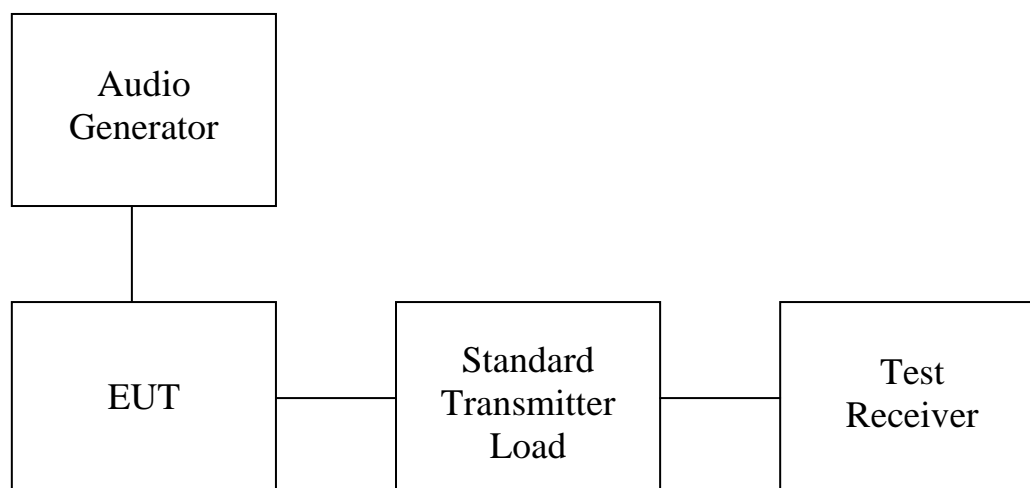 Audio
Generator
EUT
Standard
Transmitter
Load
Test
Receiver